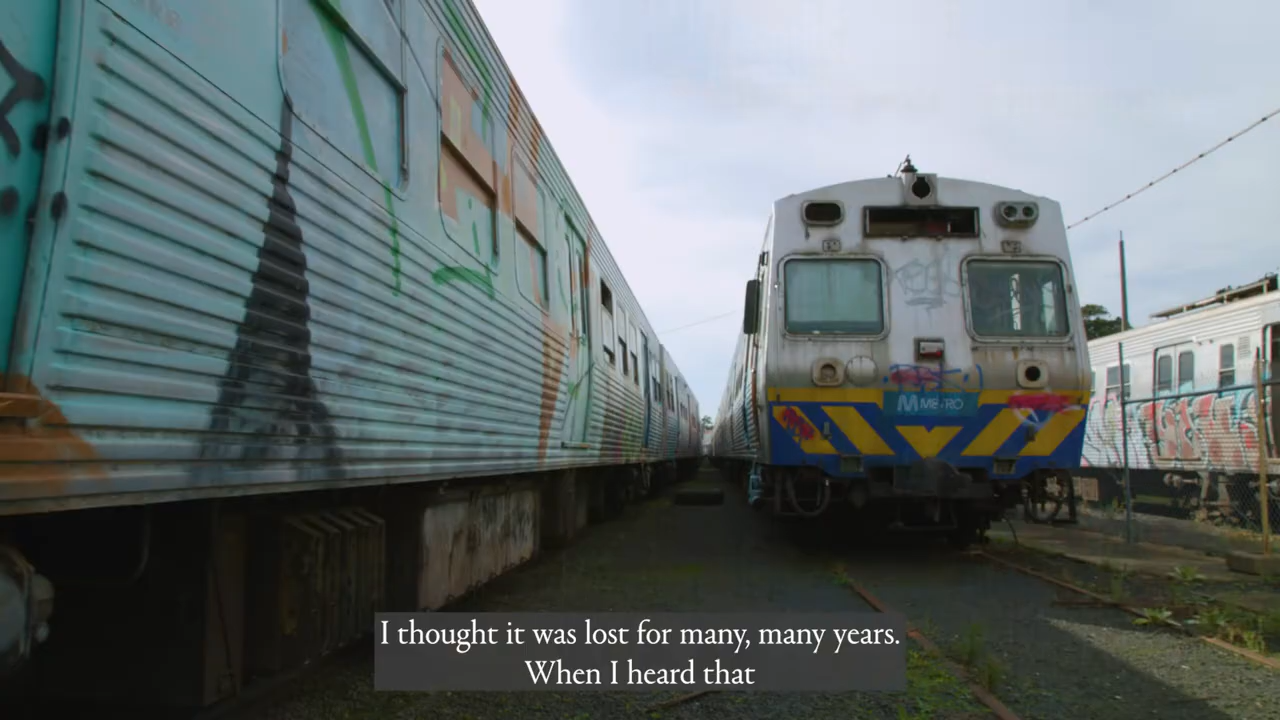 METRO
I thought it was lost for many, many years.
When I heard that